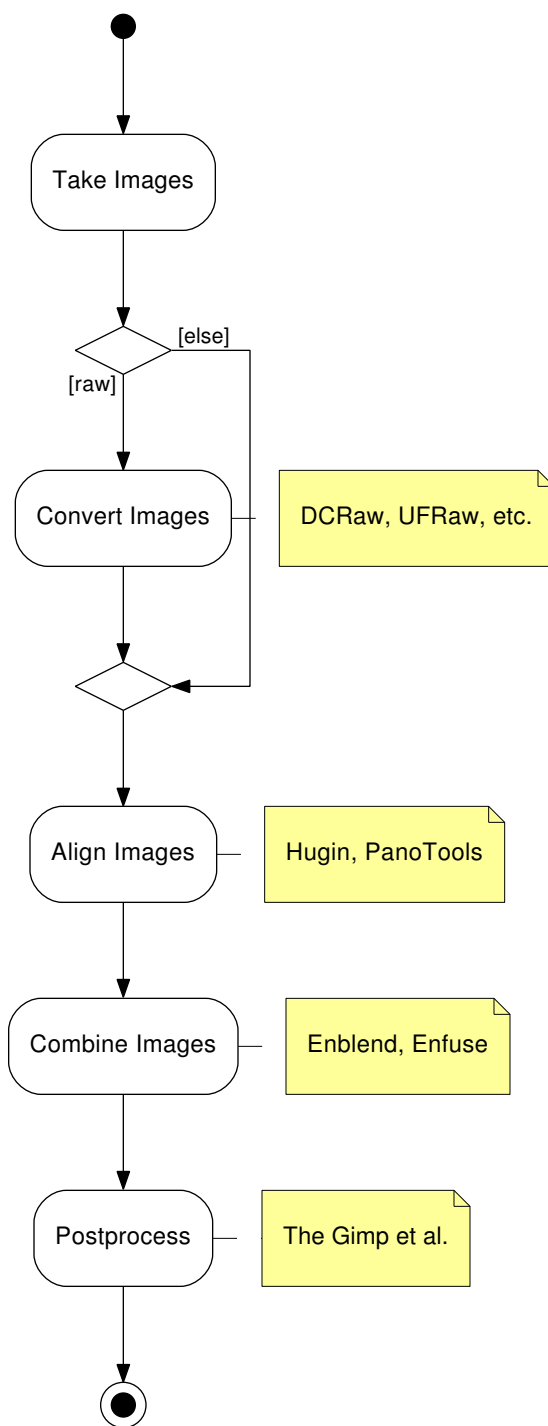 Take Images
[else]
[raw]
Convert Images
DCRaw, UFRaw, etc.
Align Images
Hugin, PanoTools
Combine Images
Enblend, Enfuse
Postprocess
The Gimp et al.